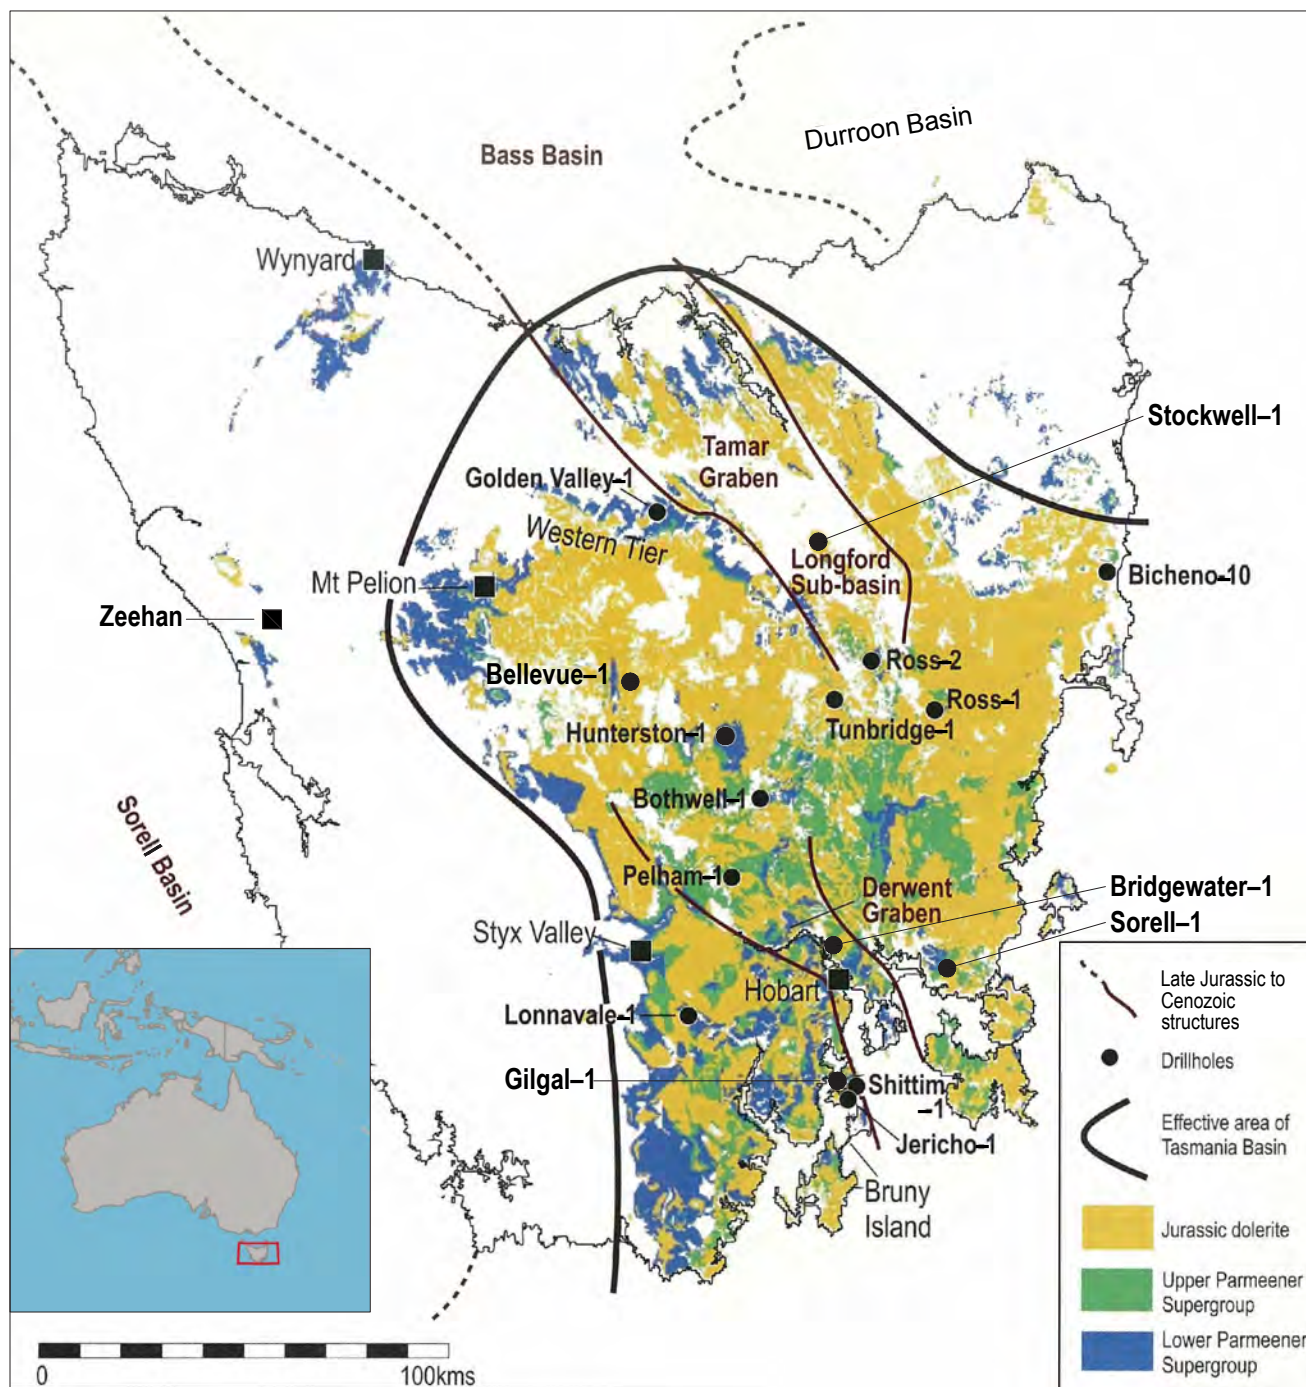 Durroon Basin
Bass Basin
Wynyard
Stockwell–1
Tamar
Graben
Golden Valley–1
Western Tier
Longford
Sub-basin
Mt Pelion
Bicheno–10
Zeehan
Ross–2
Bellevue–1
Ross–1
Hunterston–1
Tunbridge–1
Sorell Basin
Bothwell–1
Pelham–1
Derwent
Graben
Bridgewater–1
Sorell–1
Styx Valley
Hobart
Lonnavale–1
Gilgal–1
Shittim
–1
Jericho–1
Bruny
Island
Late Jurassic to
Cenozoic
structures
Drillholes
Effective area of
Tasmania Basin
Jurassic dolerite
Upper Parmeener
Supergroup
Lower Parmeener
Supergroup
0
100kms